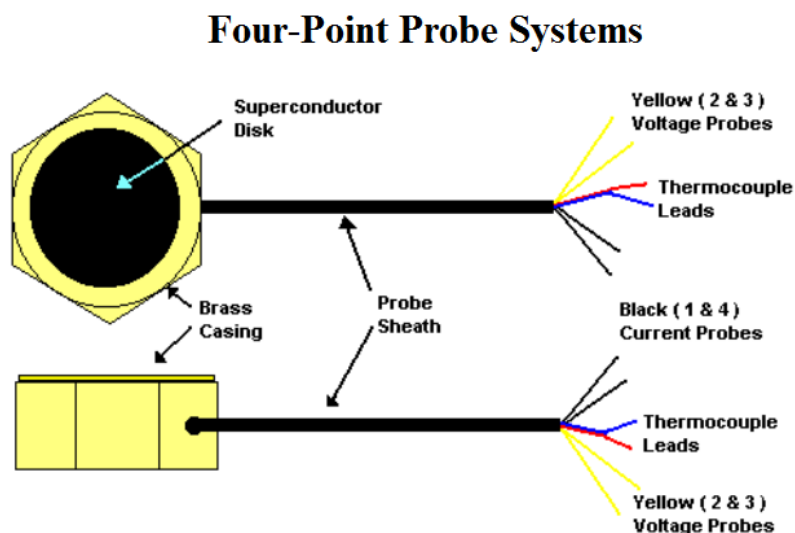 Four-Point Probe Systems
Superconductor
Disk
Yellow ( 2 & 3 )
Voltage Probes
Thermocouple
Leads
Brass
Casing
Probe
Sheath
Black ( 1 & 4 )
Current Probes
Thermocouple
Leads
Yellow ( 2 & 3 )
Voltage Probes